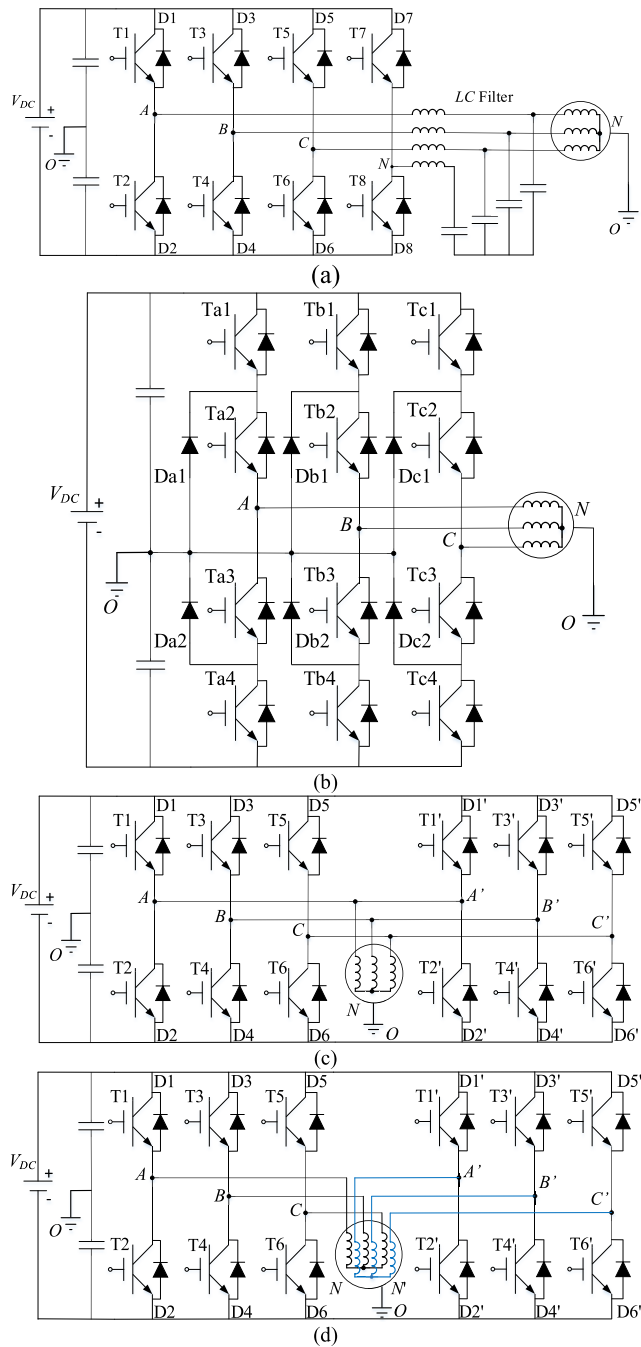 D1 D3 D5 D7
T1 T3 T5 T7
LC Filter
V_DC + -
A
B
C
N
N
O
O
T2 T4 T6 T8
D2 D4 D6 D8
(a)
Ta1 Tb1 Tc1
Ta2 Tb2 Tc2
Da1 Db1 Dc1
V_DC + -
A
B
C
N
O
O
Ta3 Tb3 Tc3
Da2 Db2 Dc2
Ta4 Tb4 Tc4
(b)
D1 D3 D5 D1' D3' D5'
T1 T3 T5 T1' T3' T5'
V_DC + -
A A'
B B'
C C'
O
T2 T4 T6 T2' T4' T6'
N
O
D2 D4 D6 D2' D4' D6'
(c)
D1 D3 D5 D1' D3' D5'
T1 T3 T5 T1' T3' T5'
V_DC + -
A A'
B B'
C C'
O
T2 T4 T6 T2' T4' T6'
N N'
O
D2 D4 D6 D2' D4' D6'
(d)